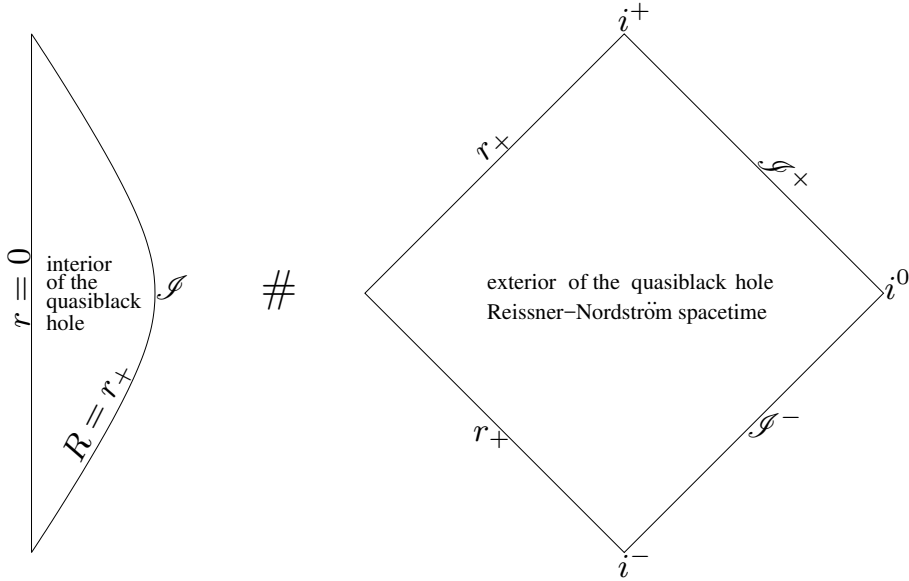 r = 0
interior
of the
quasiblack
hole
R = r₊
ℐ
#
i⁺
r₊
ℐ₊
exterior of the quasiblack hole
Reissner−Nordström spacetime
i⁰
r₊
ℐ⁻
i⁻